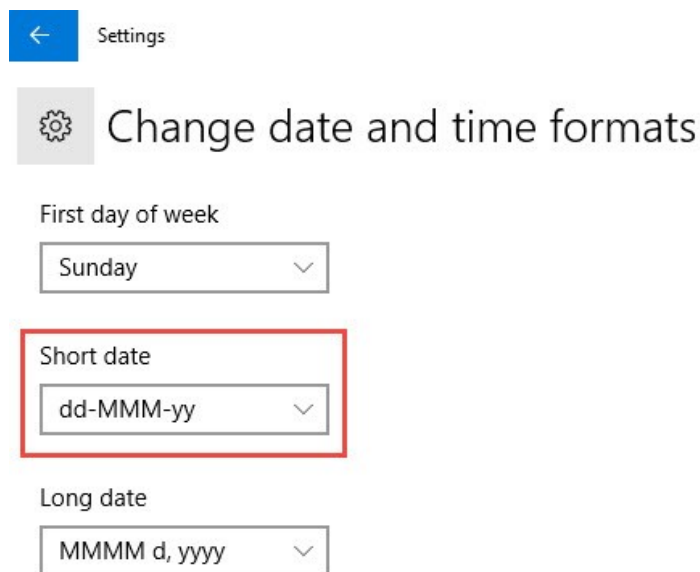 Settings
Change date and time formats
First day of week
Sunday
Short date
dd-MMM-yy
Long date
MMMM d, yyyy